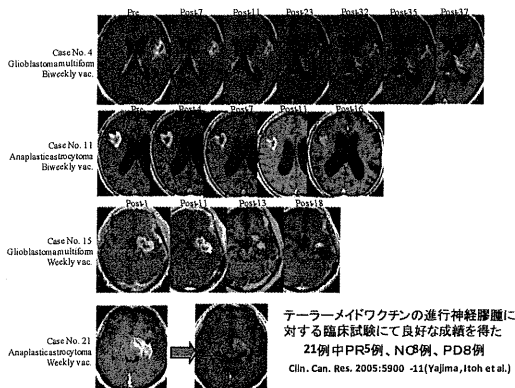 Pre Post7 Post-11 Post-23 Post-32 Post-35 Post-37
Case No. 4
Glioblastomamultiform
Biweekly vac.
Pre Post-4 Post-7 Post-11 Post-16
Case No. 11
Anaplasticastrocytoma
Biweekly vac.
Post-1 Post-11 Post-13 Post-18
Case No. 15
Glioblastomamultiform
Weekly vac.
Case No. 21
Anaplasticastrocytoma
Weekly vac.
テーラーメイドワクチンの進行神経膠腫に
対する臨床試験にて良好な成績を得た
21例中PR5例、NC8例、PD8例
Clin. Can. Res. 2005:5900 -11(Yajima, Itoh et al.)